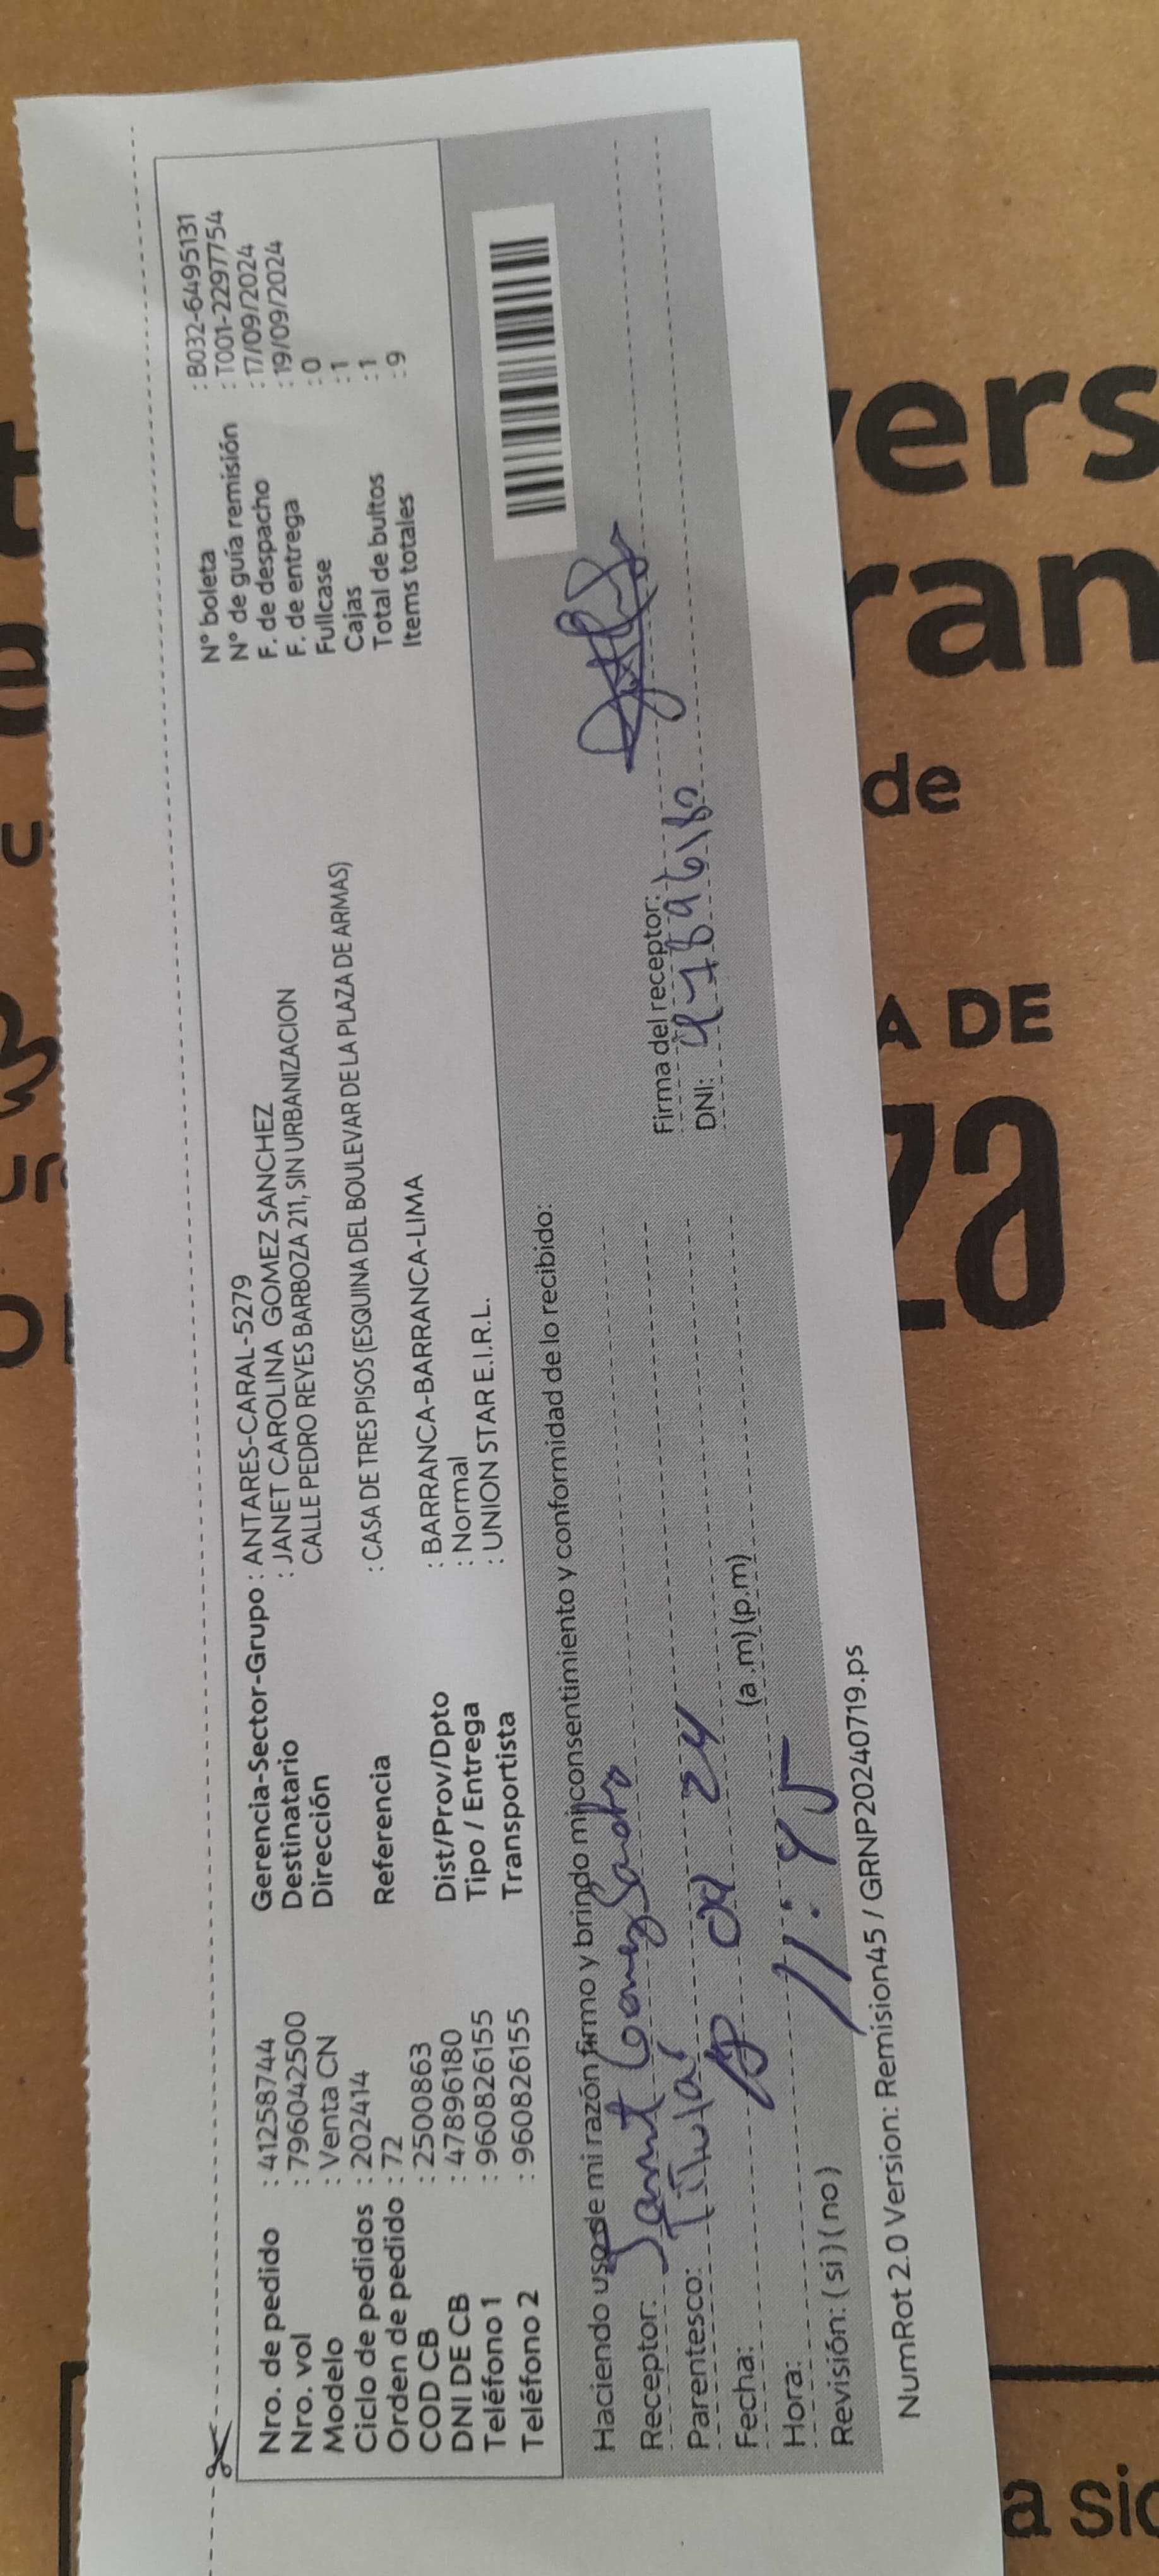 Nro. de pedido : 41258744
Nro. vol : 796042500
Modelo : Venta CN
Ciclo de pedidos : 202414
Orden de pedido : 72
COD CB : 2500863
DNI DE CB : 47896180
Teléfono 1 : 960826155
Teléfono 2 : 960826155
Gerencia-Sector-Grupo : ANTARES-CARAL-5279
Destinatario : JANET CAROLINA GOMEZ SANCHEZ
Dirección CALLE PEDRO REYES BARBOZA 211, SIN URBANIZACION
Referencia : CASA DE TRES PISOS (ESQUINA DEL BOULEVAR DE LA PLAZA DE ARMAS)
Dist/Prov/Dpto : BARRANCA-BARRANCA-LIMA
Tipo / Entrega : Normal
Transportista : UNION STAR E.I.R.L.
N° boleta : B032-6495131
N° de guía remisión : T001-2297754
F. de despacho : 17/09/2024
F. de entrega : 19/09/2024
Fullcase : 0
Cajas : 1
Total de bultos : 1
Items totales : 9
Haciendo uso de mi razón firmo y brindo mi consentimiento y conformidad de lo recibido:
Receptor: Gomez
Parentesco: Titular
Fecha: 09 24
Hora: 11:45 (a .m) (p.m)
Revisión: ( si ) ( no )
Firma del receptor:
DNI: 47896180
NumRot 2.0 Version: Remision45 / GRNP20240719.ps
vers
ran
de
A DE
za
a sic